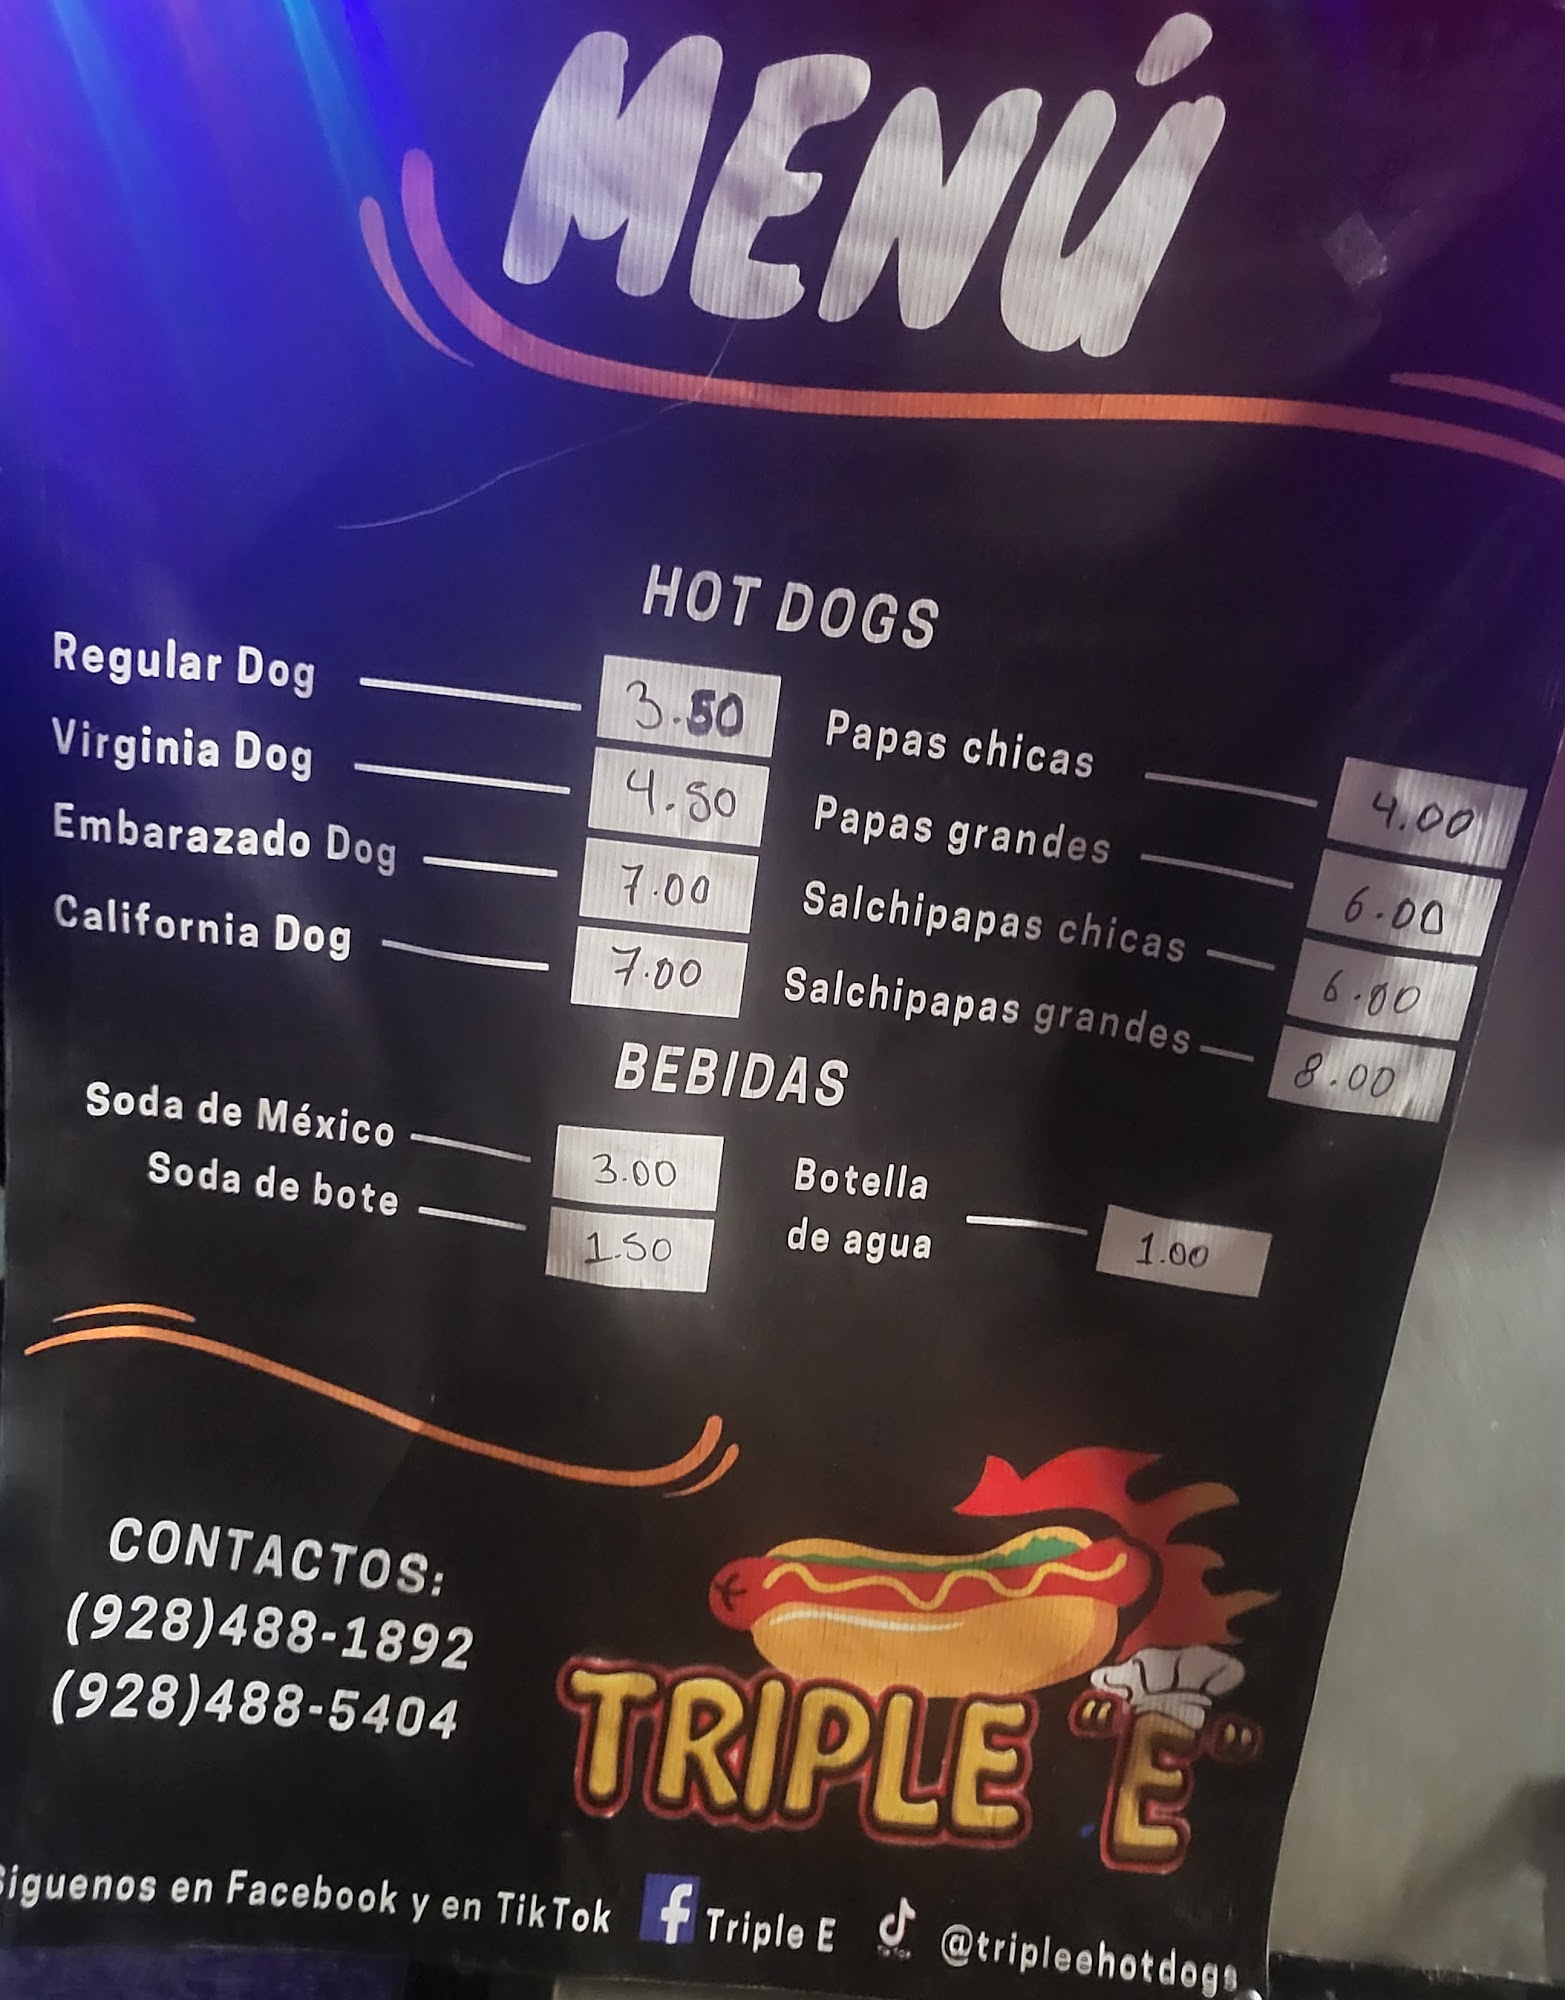 MENÚ
HOT DOGS
Regular Dog 3.50
Virginia Dog 4.50
Embarazado Dog 7.00
California Dog 7.00
Papas chicas 4.00
Papas grandes 6.00
Salchipapas chicas 6.00
Salchipapas grandes 8.00
BEBIDAS
Soda de México 3.00
Soda de bote 1.50
Botella
de agua 1.00
CONTACTOS:
(928)488-1892
(928)488-5404
TRIPLE "E"
Siguenos en Facebook y en TikTok f Triple E TikTok @tripleehotdogs